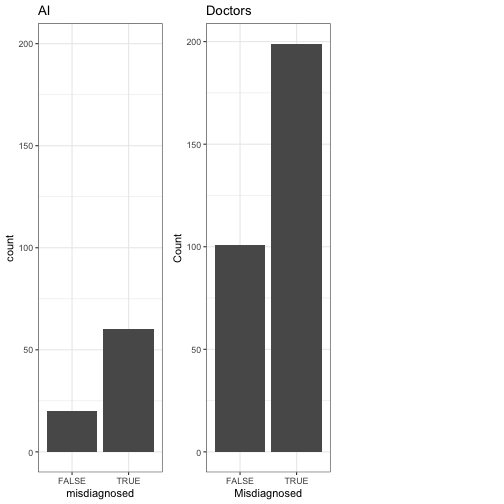 AI
Doctors
200
150
100
50
0
count
FALSE
TRUE
misdiagnosed
200
150
100
50
0
Count
FALSE
TRUE
Misdiagnosed